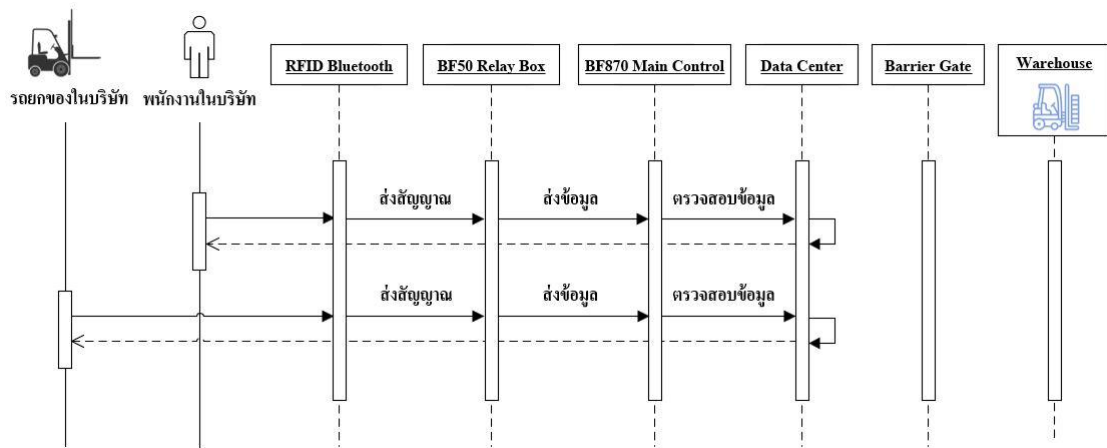 รถยกของในบริษัท
พนักงานในบริษัท
RFID Bluetooth
BF50 Relay Box
BF870 Main Control
Data Center
Barrier Gate
Warehouse
ส่งสัญญาณ
ส่งข้อมูล
ตรวจสอบข้อมูล
ส่งสัญญาณ
ส่งข้อมูล
ตรวจสอบข้อมูล